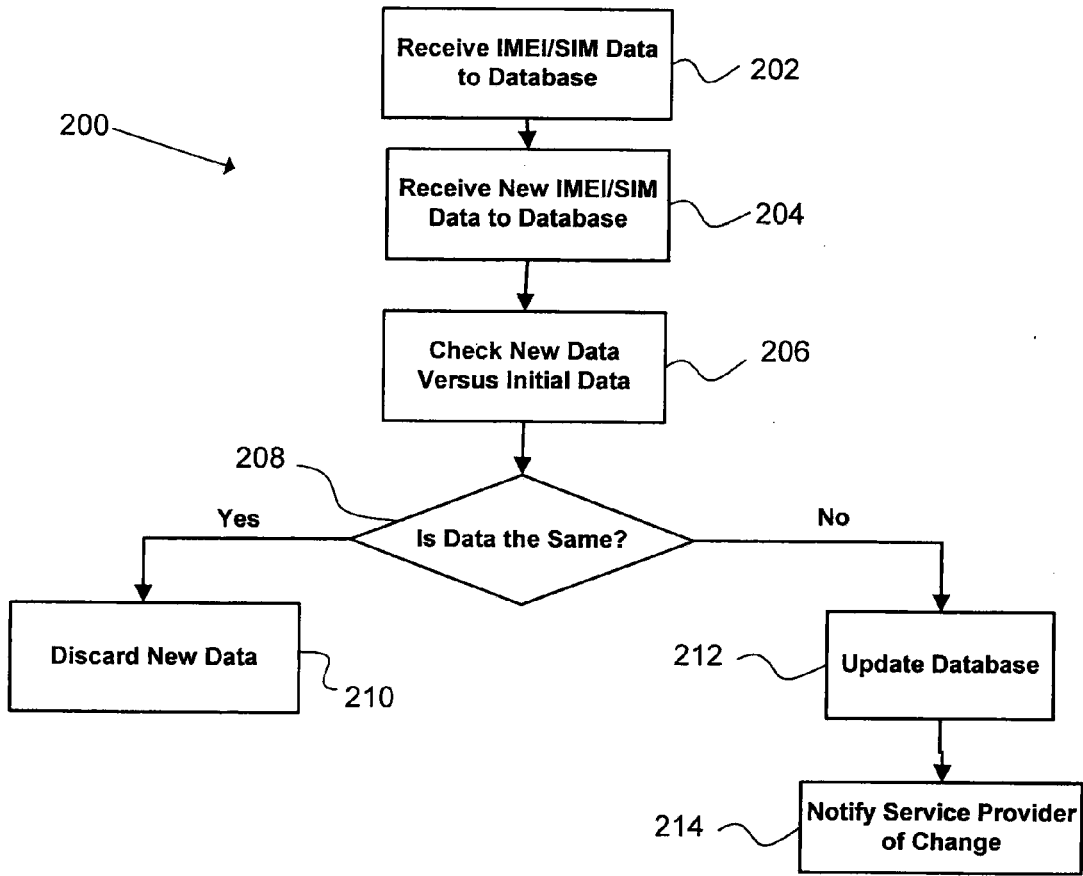 Receive IMEI/SIM Data
to Database
202
200
Receive New IMEI/SIM
Data to Database
204
Check New Data
Versus Initial Data
206
208
Yes
Is Data the Same?
No
Discard New Data
210
212
Update Database
214
Notify Service Provider
of Change